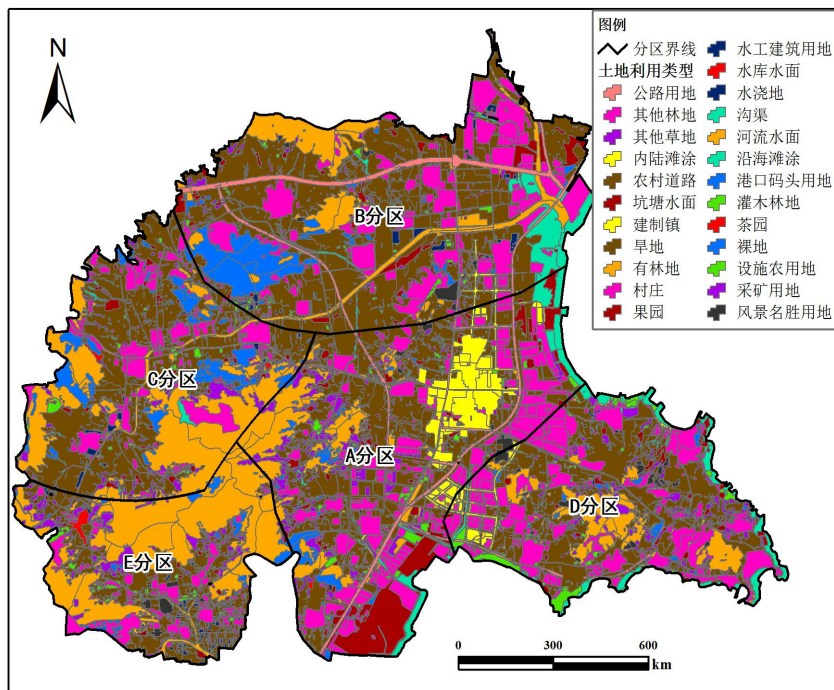 N
图例
分区界线
土地利用类型
公路用地
其他林地
其他草地
内陆滩涂
农村道路
坑塘水面
建制镇
旱地
有林地
村庄
果园
水工建筑用地
水库水面
水浇地
沟渠
河流水面
沿海滩涂
港口码头用地
灌木林地
茶园
裸地
设施农用地
采矿用地
风景名胜用地
B分区
C分区
A分区
D分区
E分区
0 300 600
km